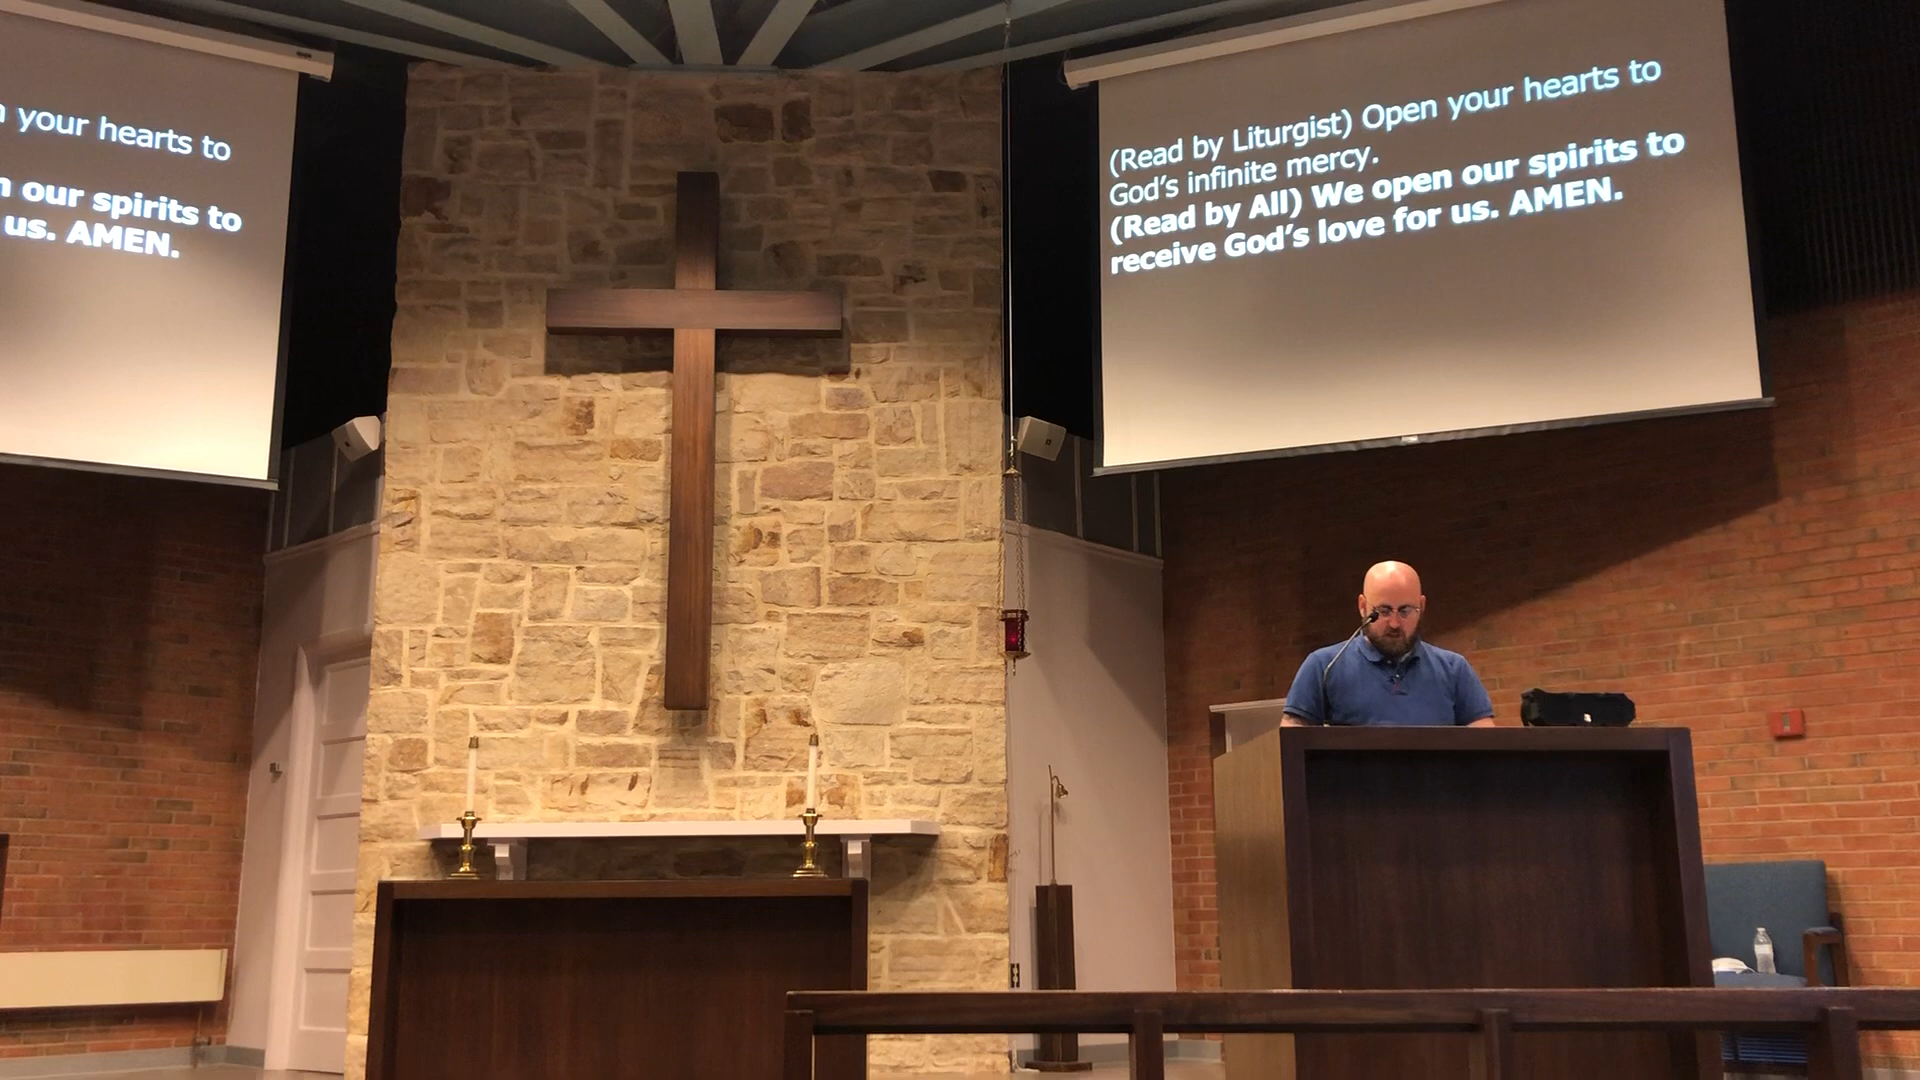 your hearts to
our spirits to
us. AMEN.
(Read by Liturgist) Open your hearts to
God's infinite mercy.
(Read by All) We open our spirits to
receive God's love for us. AMEN.